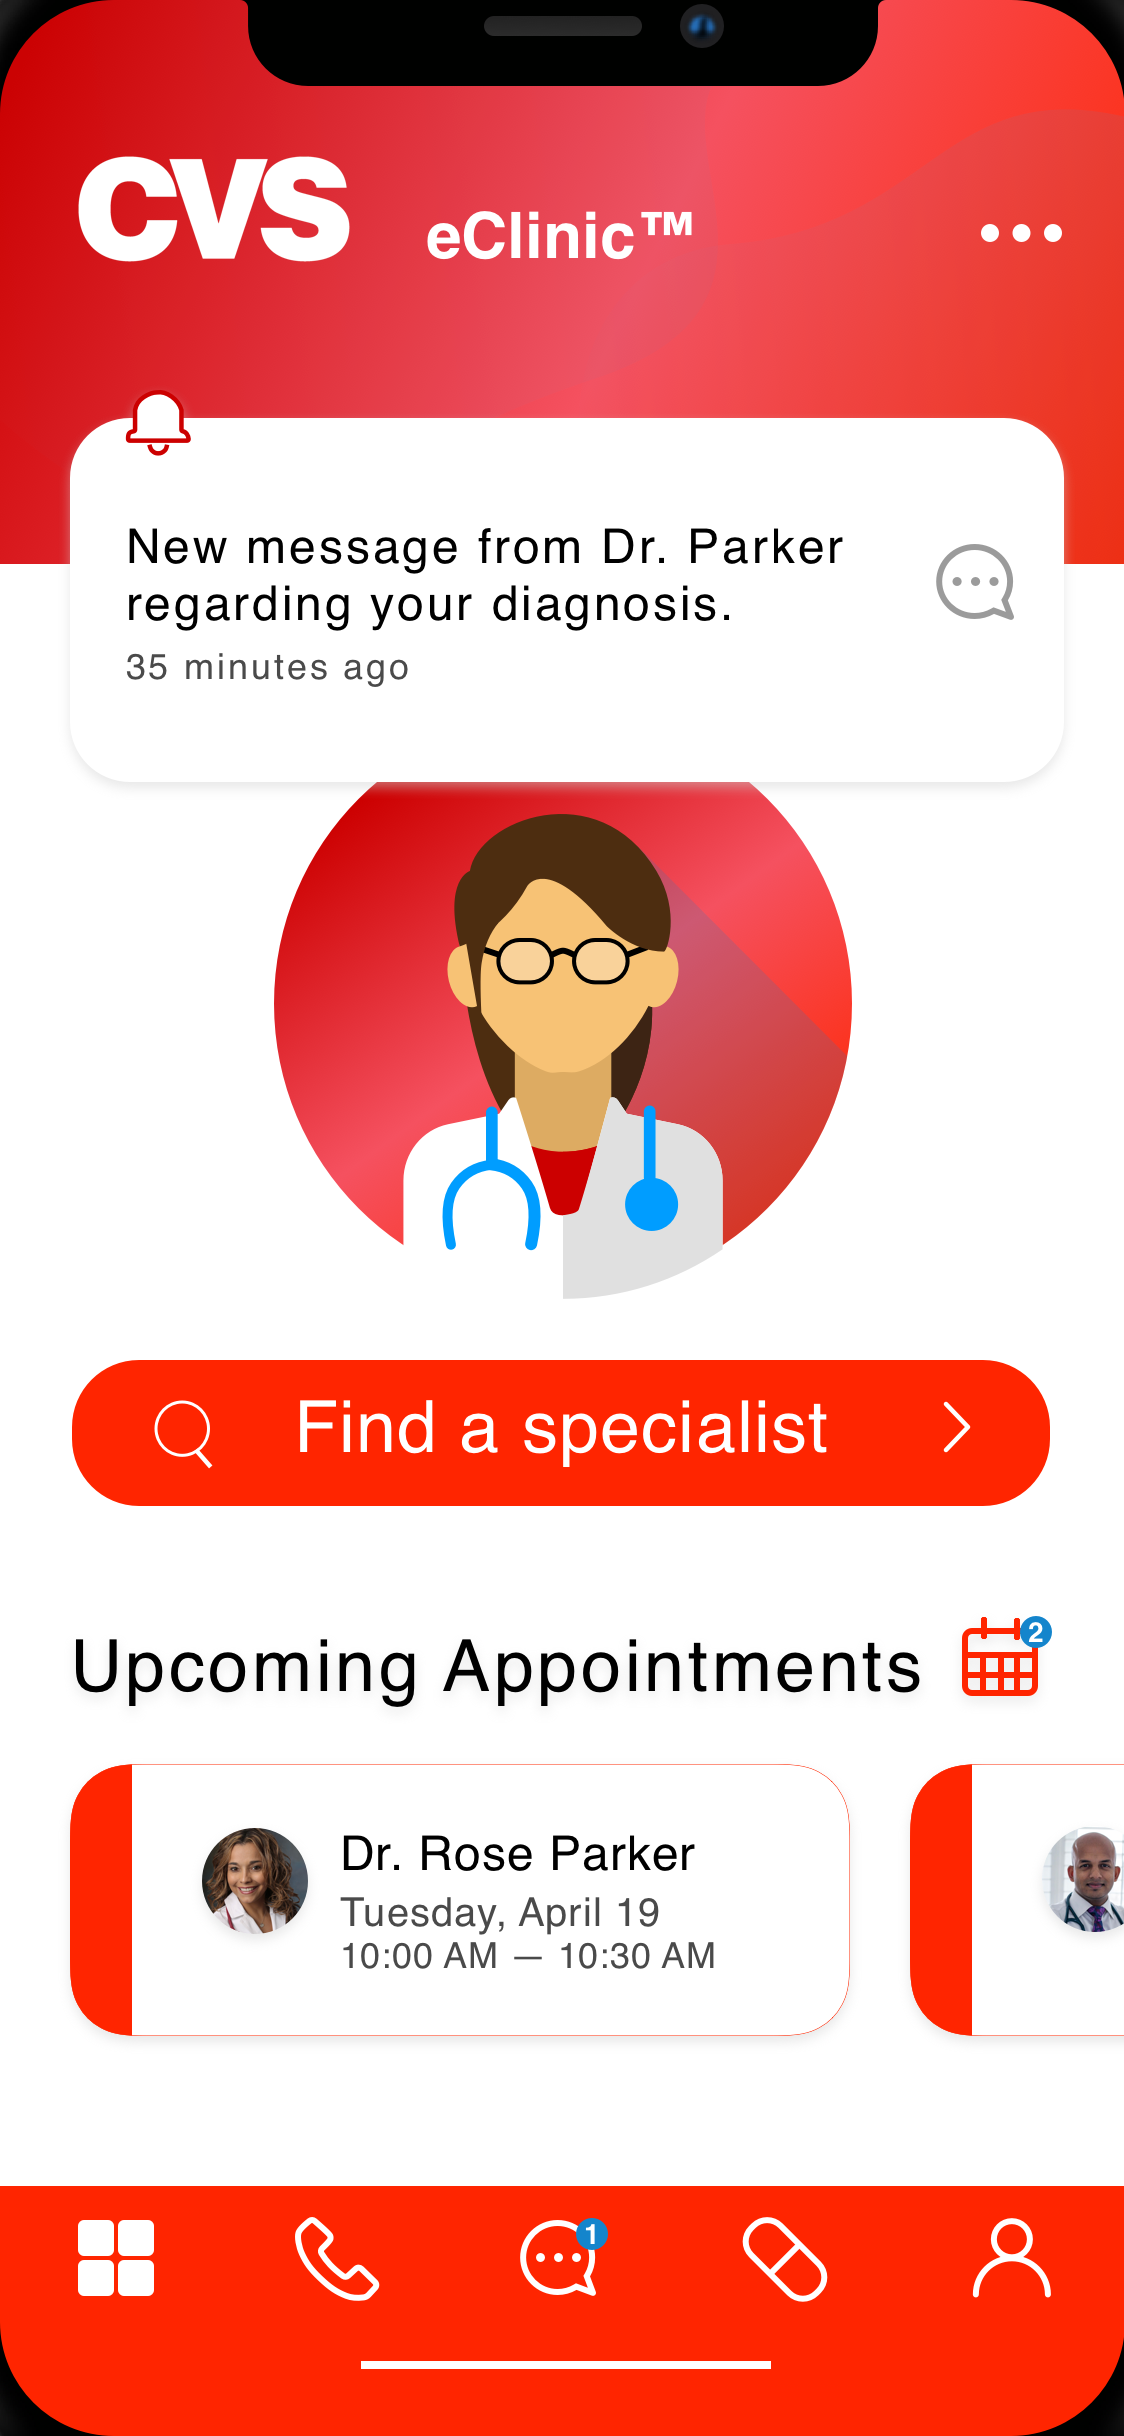 CVS eClinic™
New message from Dr. Parker
regarding your diagnosis.
35 minutes ago
Find a specialist
Upcoming Appointments
2
Dr. Rose Parker
Tuesday, April 19
10:00 AM — 10:30 AM
1